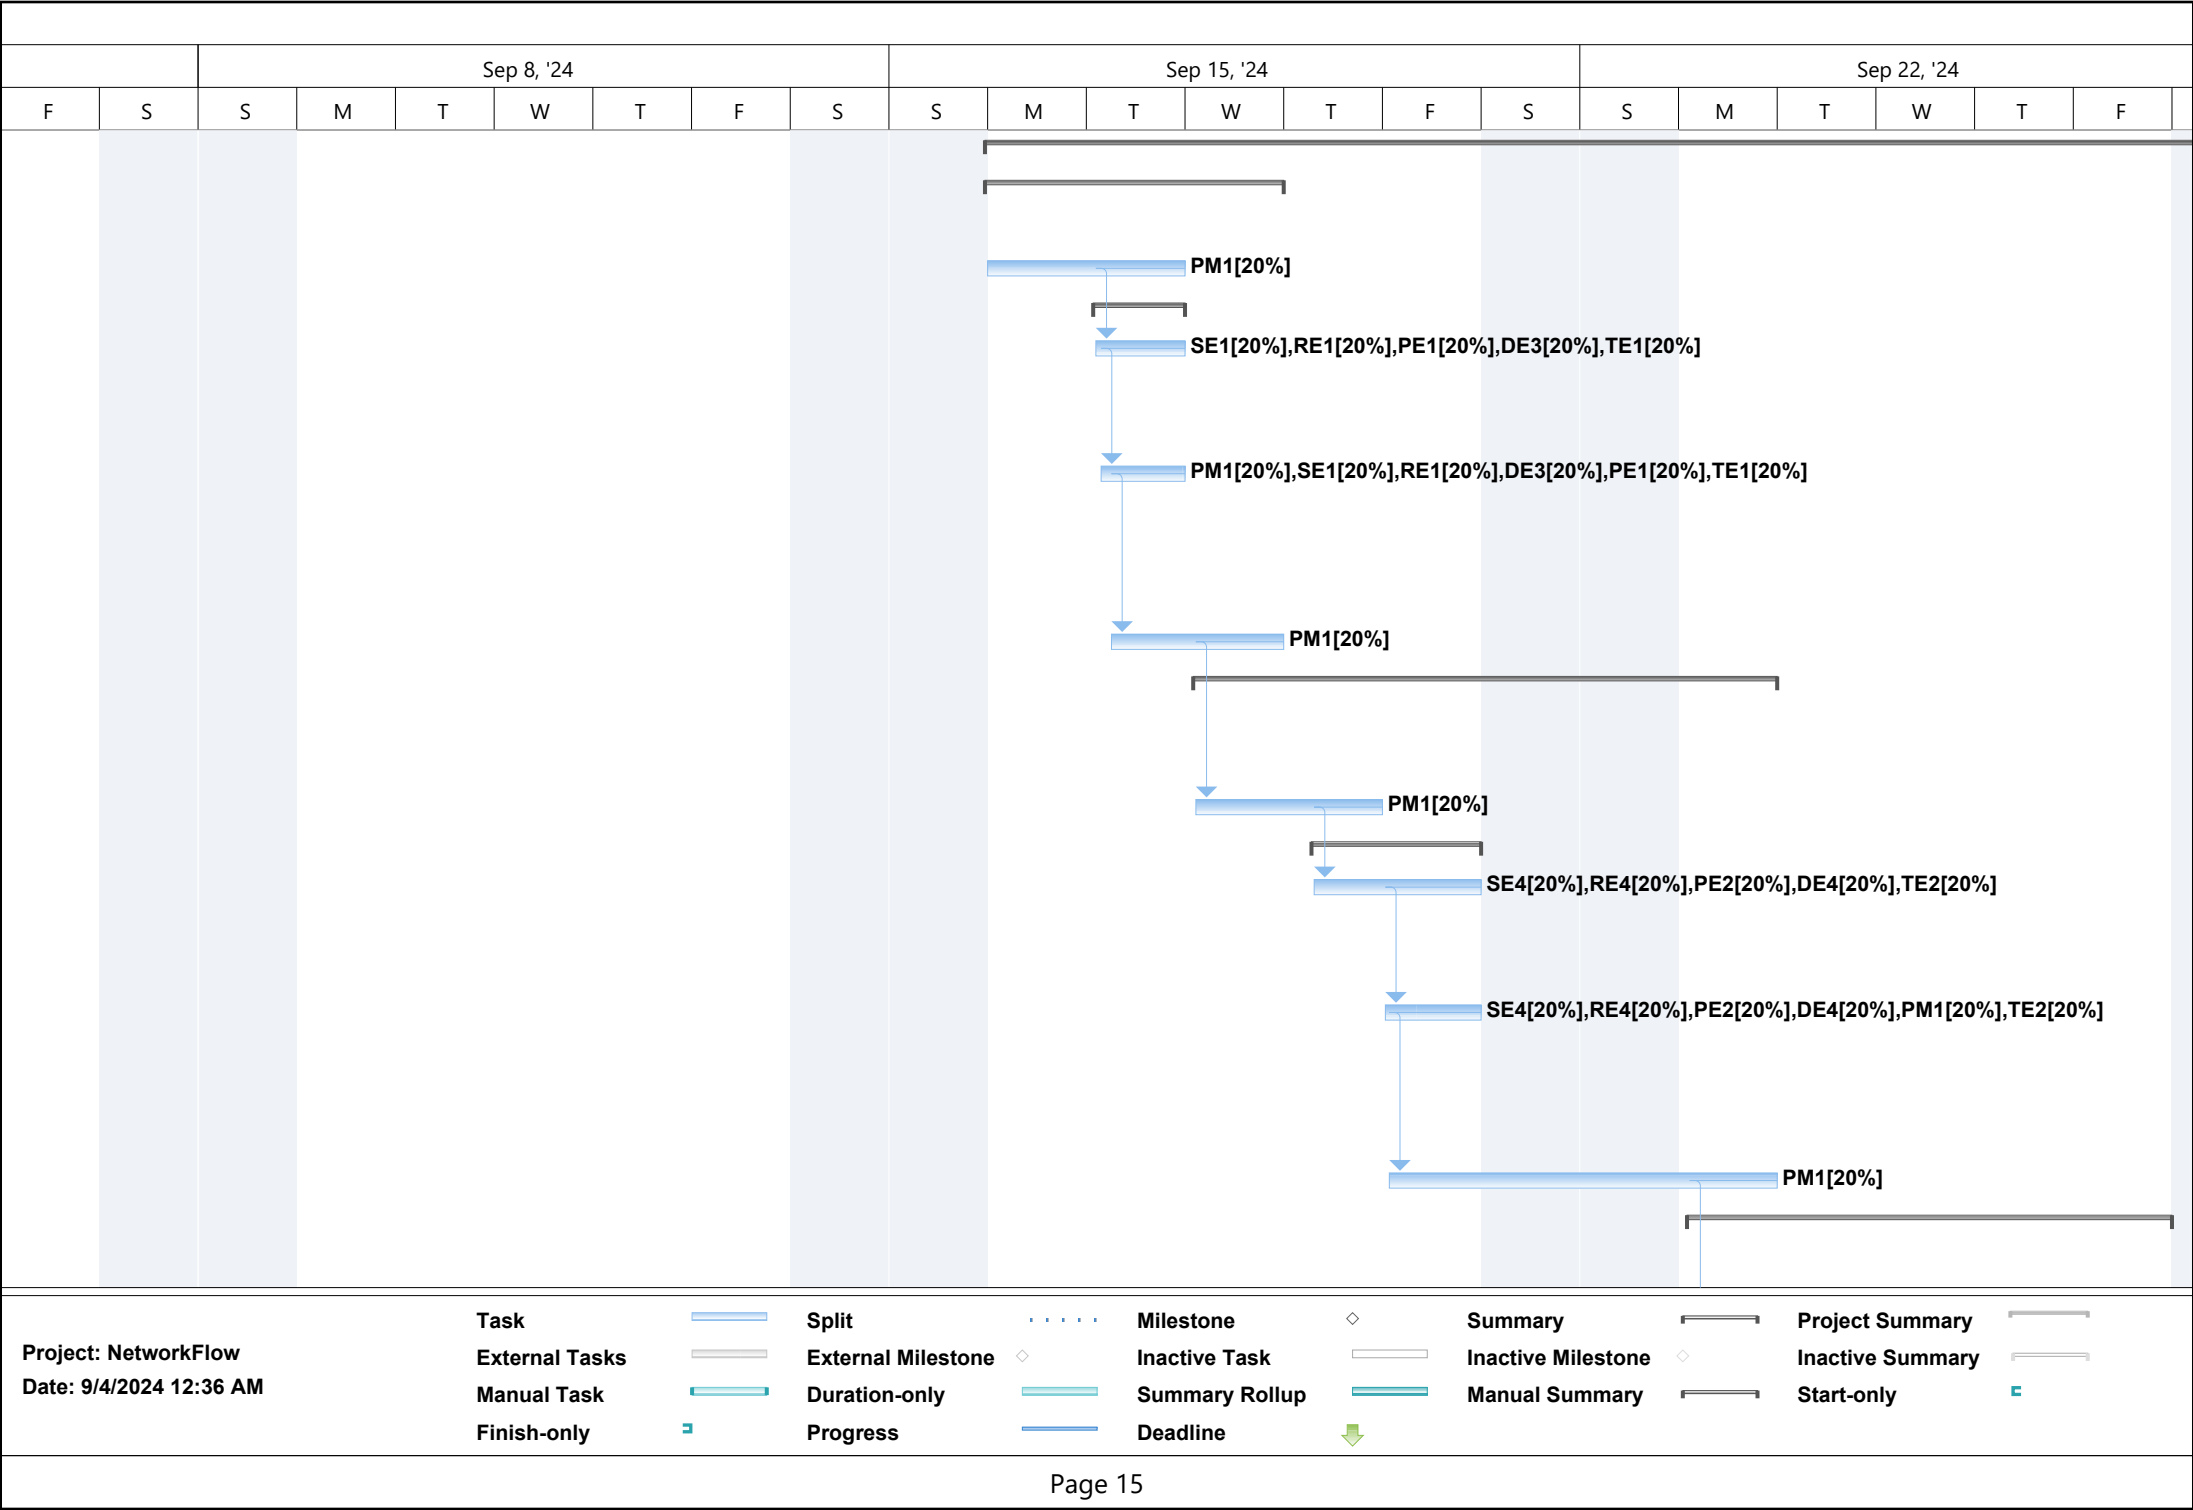 Sep 8, '24 Sep 15, '24 Sep 22, '24
F S S M T W T F S S M T W T F S S M T W T F
PM1[20%]
SE1[20%],RE1[20%],PE1[20%],DE3[20%],TE1[20%]
PM1[20%],SE1[20%],RE1[20%],DE3[20%],PE1[20%],TE1[20%]
PM1[20%]
PM1[20%]
SE4[20%],RE4[20%],PE2[20%],DE4[20%],TE2[20%]
SE4[20%],RE4[20%],PE2[20%],DE4[20%],PM1[20%],TE2[20%]
PM1[20%]
Project: NetworkFlow
Date: 9/4/2024 12:36 AM
Task Split Milestone Summary Project Summary
External Tasks External Milestone Inactive Task Inactive Milestone Inactive Summary
Manual Task Duration-only Summary Rollup Manual Summary Start-only
Finish-only Progress Deadline
Page 15